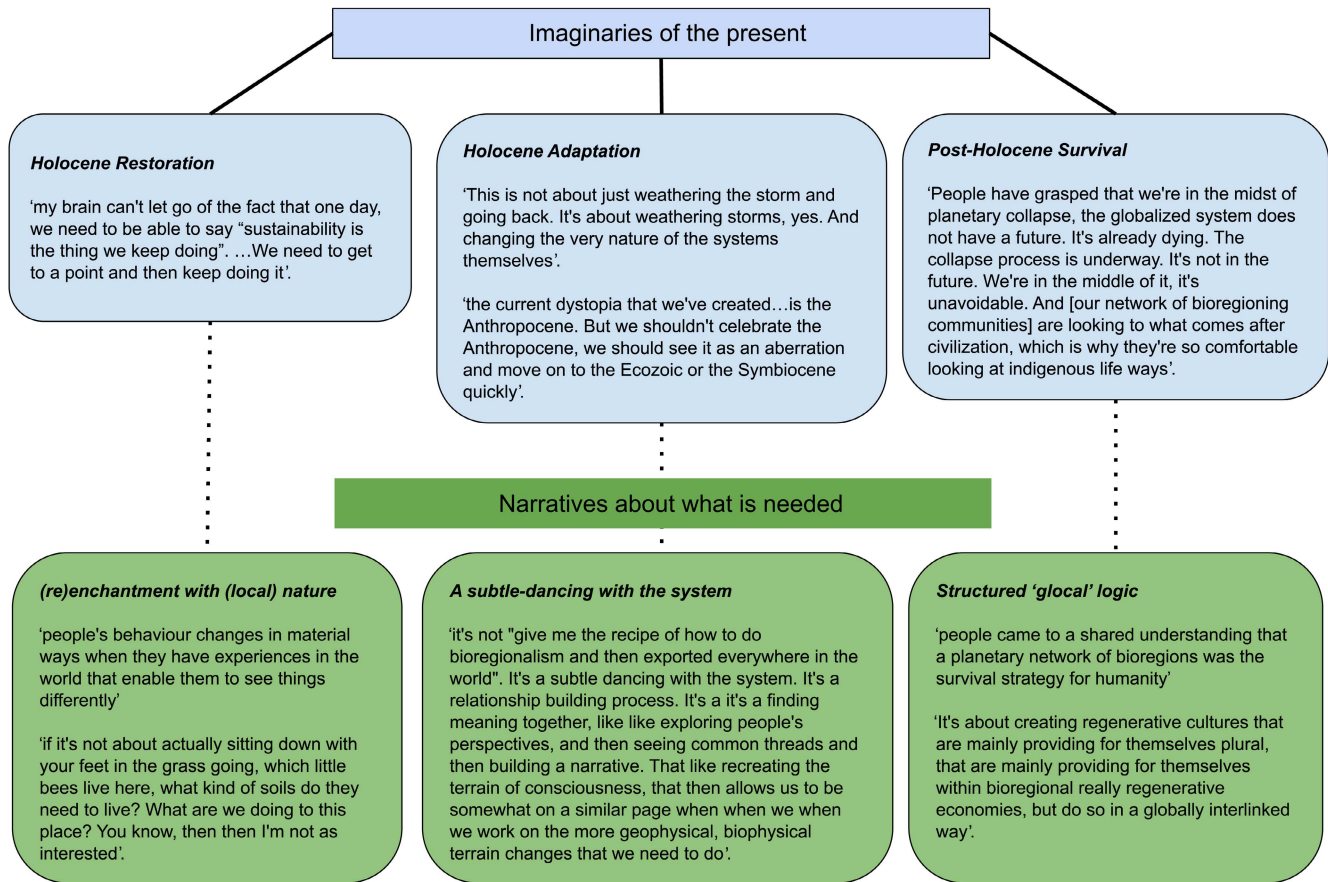 Imaginaries of the present
Holocene Restoration
‘my brain can't let go of the fact that one day,
we need to be able to say “sustainability is
the thing we keep doing”. …We need to get
to a point and then keep doing it’.
Holocene Adaptation
‘This is not about just weathering the storm and
going back. It's about weathering storms, yes. And
changing the very nature of the systems
themselves’.
‘the current dystopia that we've created…is the
Anthropocene. But we shouldn't celebrate the
Anthropocene, we should see it as an aberration
and move on to the Ecozoic or the Symbiocene
quickly’.
Post-Holocene Survival
‘People have grasped that we're in the midst of
planetary collapse, the globalized system does
not have a future. It's already dying. The
collapse process is underway. It's not in the
future. We're in the middle of it, it's
unavoidable. And [our network of bioregioning
communities] are looking to what comes after
civilization, which is why they're so comfortable
looking at indigenous life ways’.
Narratives about what is needed
(re)enchantment with (local) nature
‘people's behaviour changes in material
ways when they have experiences in the
world that enable them to see things
differently’
‘if it's not about actually sitting down with
your feet in the grass going, which little
bees live here, what kind of soils do they
need to live? What are we doing to this
place? You know, then then I'm not as
interested’.
A subtle-dancing with the system
‘it's not "give me the recipe of how to do
bioregionalism and then exported everywhere in the
world". It's a subtle dancing with the system. It's a
relationship building process. It's a it's a finding
meaning together, like like exploring people's
perspectives, and then seeing common threads and
then building a narrative. That like recreating the
terrain of consciousness, that then allows us to be
somewhat on a similar page when when we when
we work on the more geophysical, biophysical
terrain changes that we need to do’.
Structured ‘glocal’ logic
‘people came to a shared understanding that
a planetary network of bioregions was the
survival strategy for humanity’
‘It's about creating regenerative cultures that
are mainly providing for themselves plural,
that are mainly providing for themselves
within bioregional really regenerative
economies, but do so in a globally interlinked
way’.